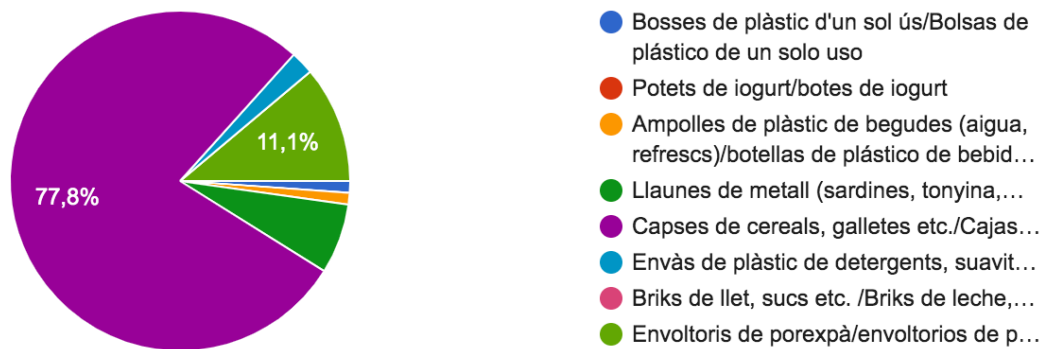 77,8%
11,1%
Bosses de plàstic d'un sol ús/Bolsas de
plástico de un solo uso
Potets de iogurt/botes de iogurt
Ampolles de plàstic de begudes (aigua,
refrescs)/botellas de plástico de bebid…
Llaunes de metall (sardines, tonyina,…
Capses de cereals, galletes etc./Cajas…
Envàs de plàstic de detergents, suavit…
Briks de llet, sucs etc. /Briks de leche,…
Envoltoris de porexpà/envoltorios de p…